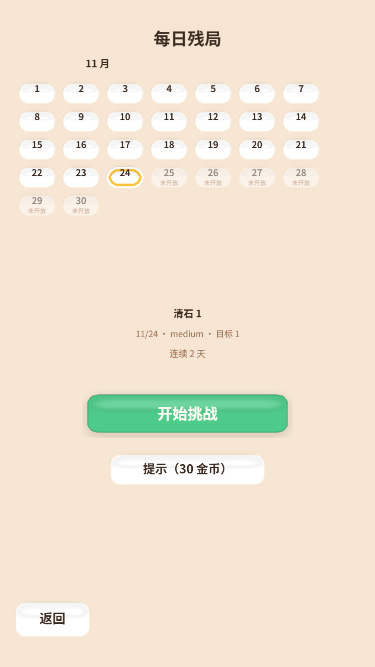 每日残局
11 月
1 2 3 4 5 6 7
8 9 10 11 12 13 14
15 16 17 18 19 20 21
22 23 24 25 26 27 28
未开放 未开放 未开放 未开放
29 30
未开放 未开放
清石 1
11/24 · medium · 目标 1
连续 2 天
开始挑战
提示（30 金币）
返回